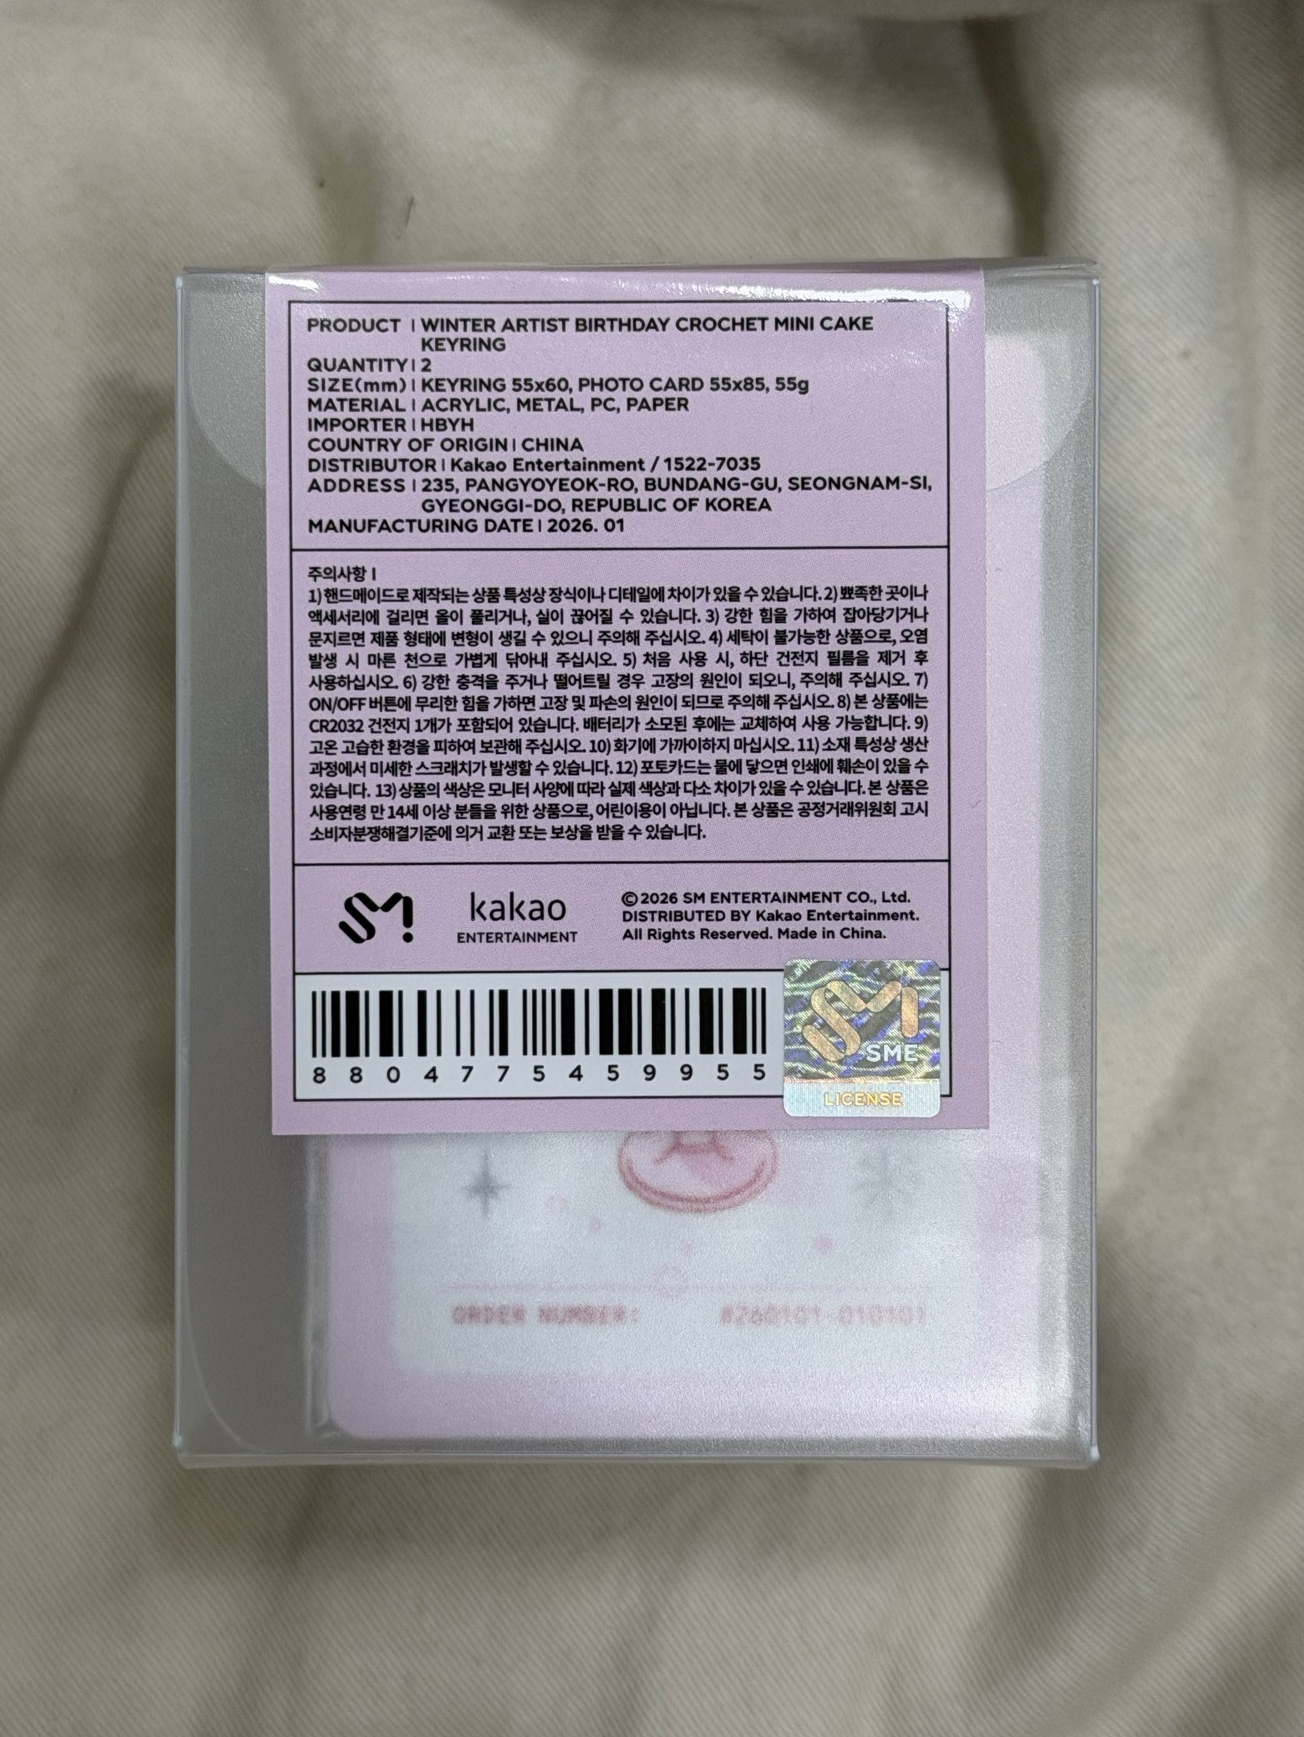 PRODUCT | WINTER ARTIST BIRTHDAY CROCHET MINI CAKE
KEYRING
QUANTITY | 2
SIZE(mm) | KEYRING 55x60, PHOTO CARD 55x85, 55g
MATERIAL | ACRYLIC, METAL, PC, PAPER
IMPORTER | HBYH
COUNTRY OF ORIGIN | CHINA
DISTRIBUTOR | Kakao Entertainment / 1522-7035
ADDRESS | 235, PANGYOYEOK-RO, BUNDANG-GU, SEONGNAM-SI,
GYEONGGI-DO, REPUBLIC OF KOREA
MANUFACTURING DATE | 2026. 01
주의사항 |
1) 핸드메이드로 제작되는 상품 특성상 장식이나 디테일에 차이가 있을 수 있습니다. 2) 뾰족한 곳이나
액세서리에 걸리면 올이 풀리거나, 실이 끊어질 수 있습니다. 3) 강한 힘을 가하여 잡아당기거나
문지르면 제품 형태에 변형이 생길 수 있으니 주의해 주십시오. 4) 세탁이 불가능한 상품으로, 오염
발생 시 마른 천으로 가볍게 닦아내 주십시오. 5) 처음 사용 시, 하단 건전지 필름을 제거 후
사용하십시오. 6) 강한 충격을 주거나 떨어트릴 경우 고장의 원인이 되오니, 주의해 주십시오. 7)
ON/OFF 버튼에 무리한 힘을 가하면 고장 및 파손의 원인이 되므로 주의해 주십시오. 8) 본 상품에는
CR2032 건전지 1개가 포함되어 있습니다. 배터리가 소모된 후에는 교체하여 사용 가능합니다. 9)
고온 고습한 환경을 피하여 보관해 주십시오. 10) 화기에 가까이하지 마십시오. 11) 소재 특성상 생산
과정에서 미세한 스크래치가 발생할 수 있습니다. 12) 포토카드는 물에 닿으면 인쇄에 훼손이 있을 수
있습니다. 13) 상품의 색상은 모니터 사양에 따라 실제 색상과 다소 차이가 있을 수 있습니다. 본 상품은
사용연령 만 14세 이상 분들을 위한 상품으로, 어린이용이 아닙니다. 본 상품은 공정거래위원회 고시
소비자분쟁해결기준에 의거 교환 또는 보상을 받을 수 있습니다.
SM!
kakao
ENTERTAINMENT
© 2026 SM ENTERTAINMENT CO., Ltd.
DISTRIBUTED BY Kakao Entertainment.
All Rights Reserved. Made in China.
8804775459955
SM
SME
LICENSE
ORDER NUMBER: